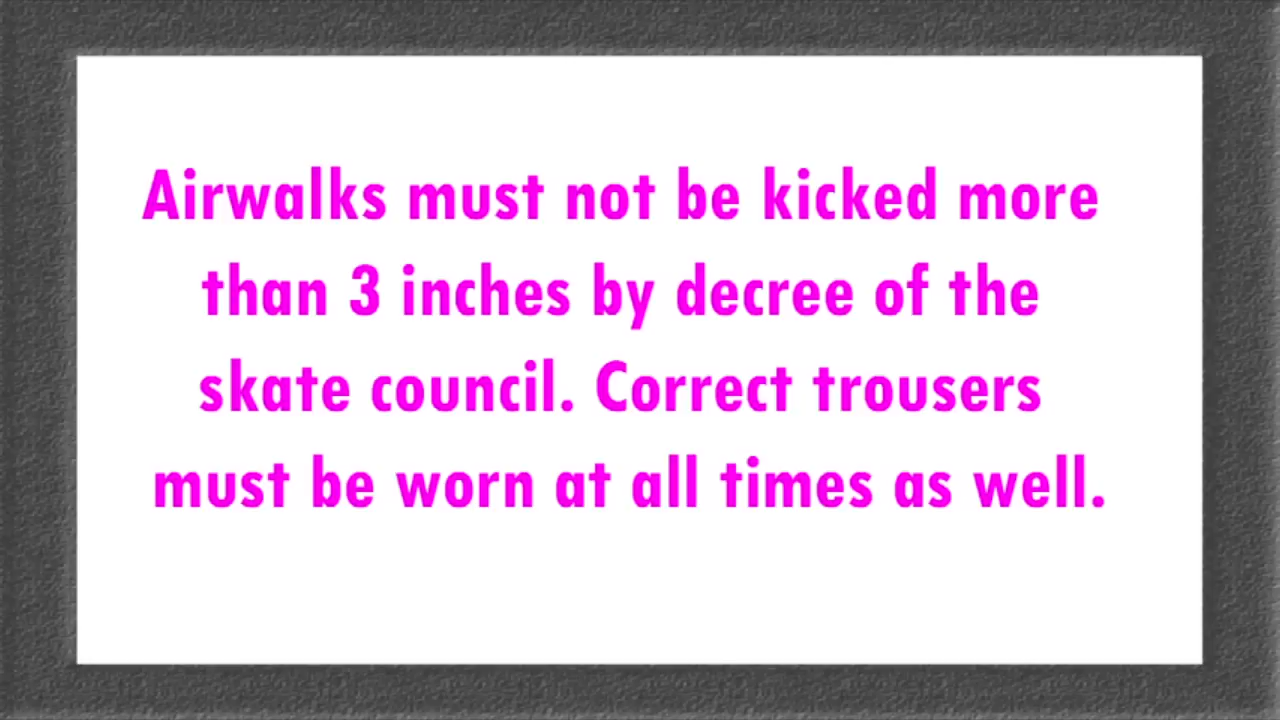 Airwalks must not be kicked more
than 3 inches by decree of the
skate council. Correct trousers
must be worn at all times as well.